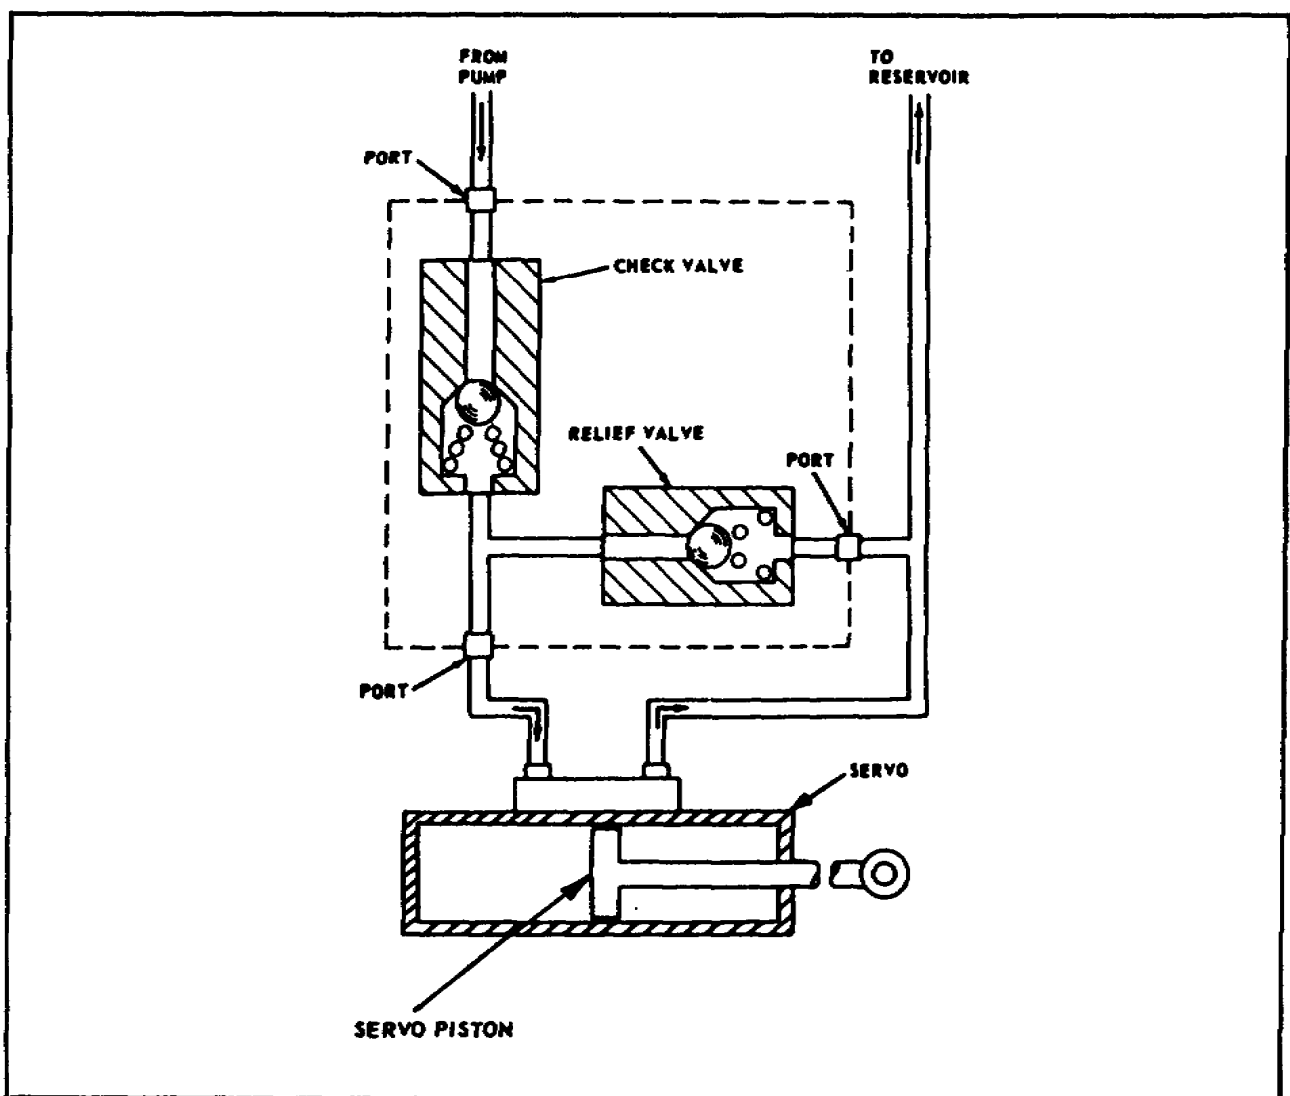 FROM
PUMP
TO
RESERVOIR
PORT
CHECK VALVE
RELIEF VALVE
PORT
PORT
SERVO
SERVO PISTON